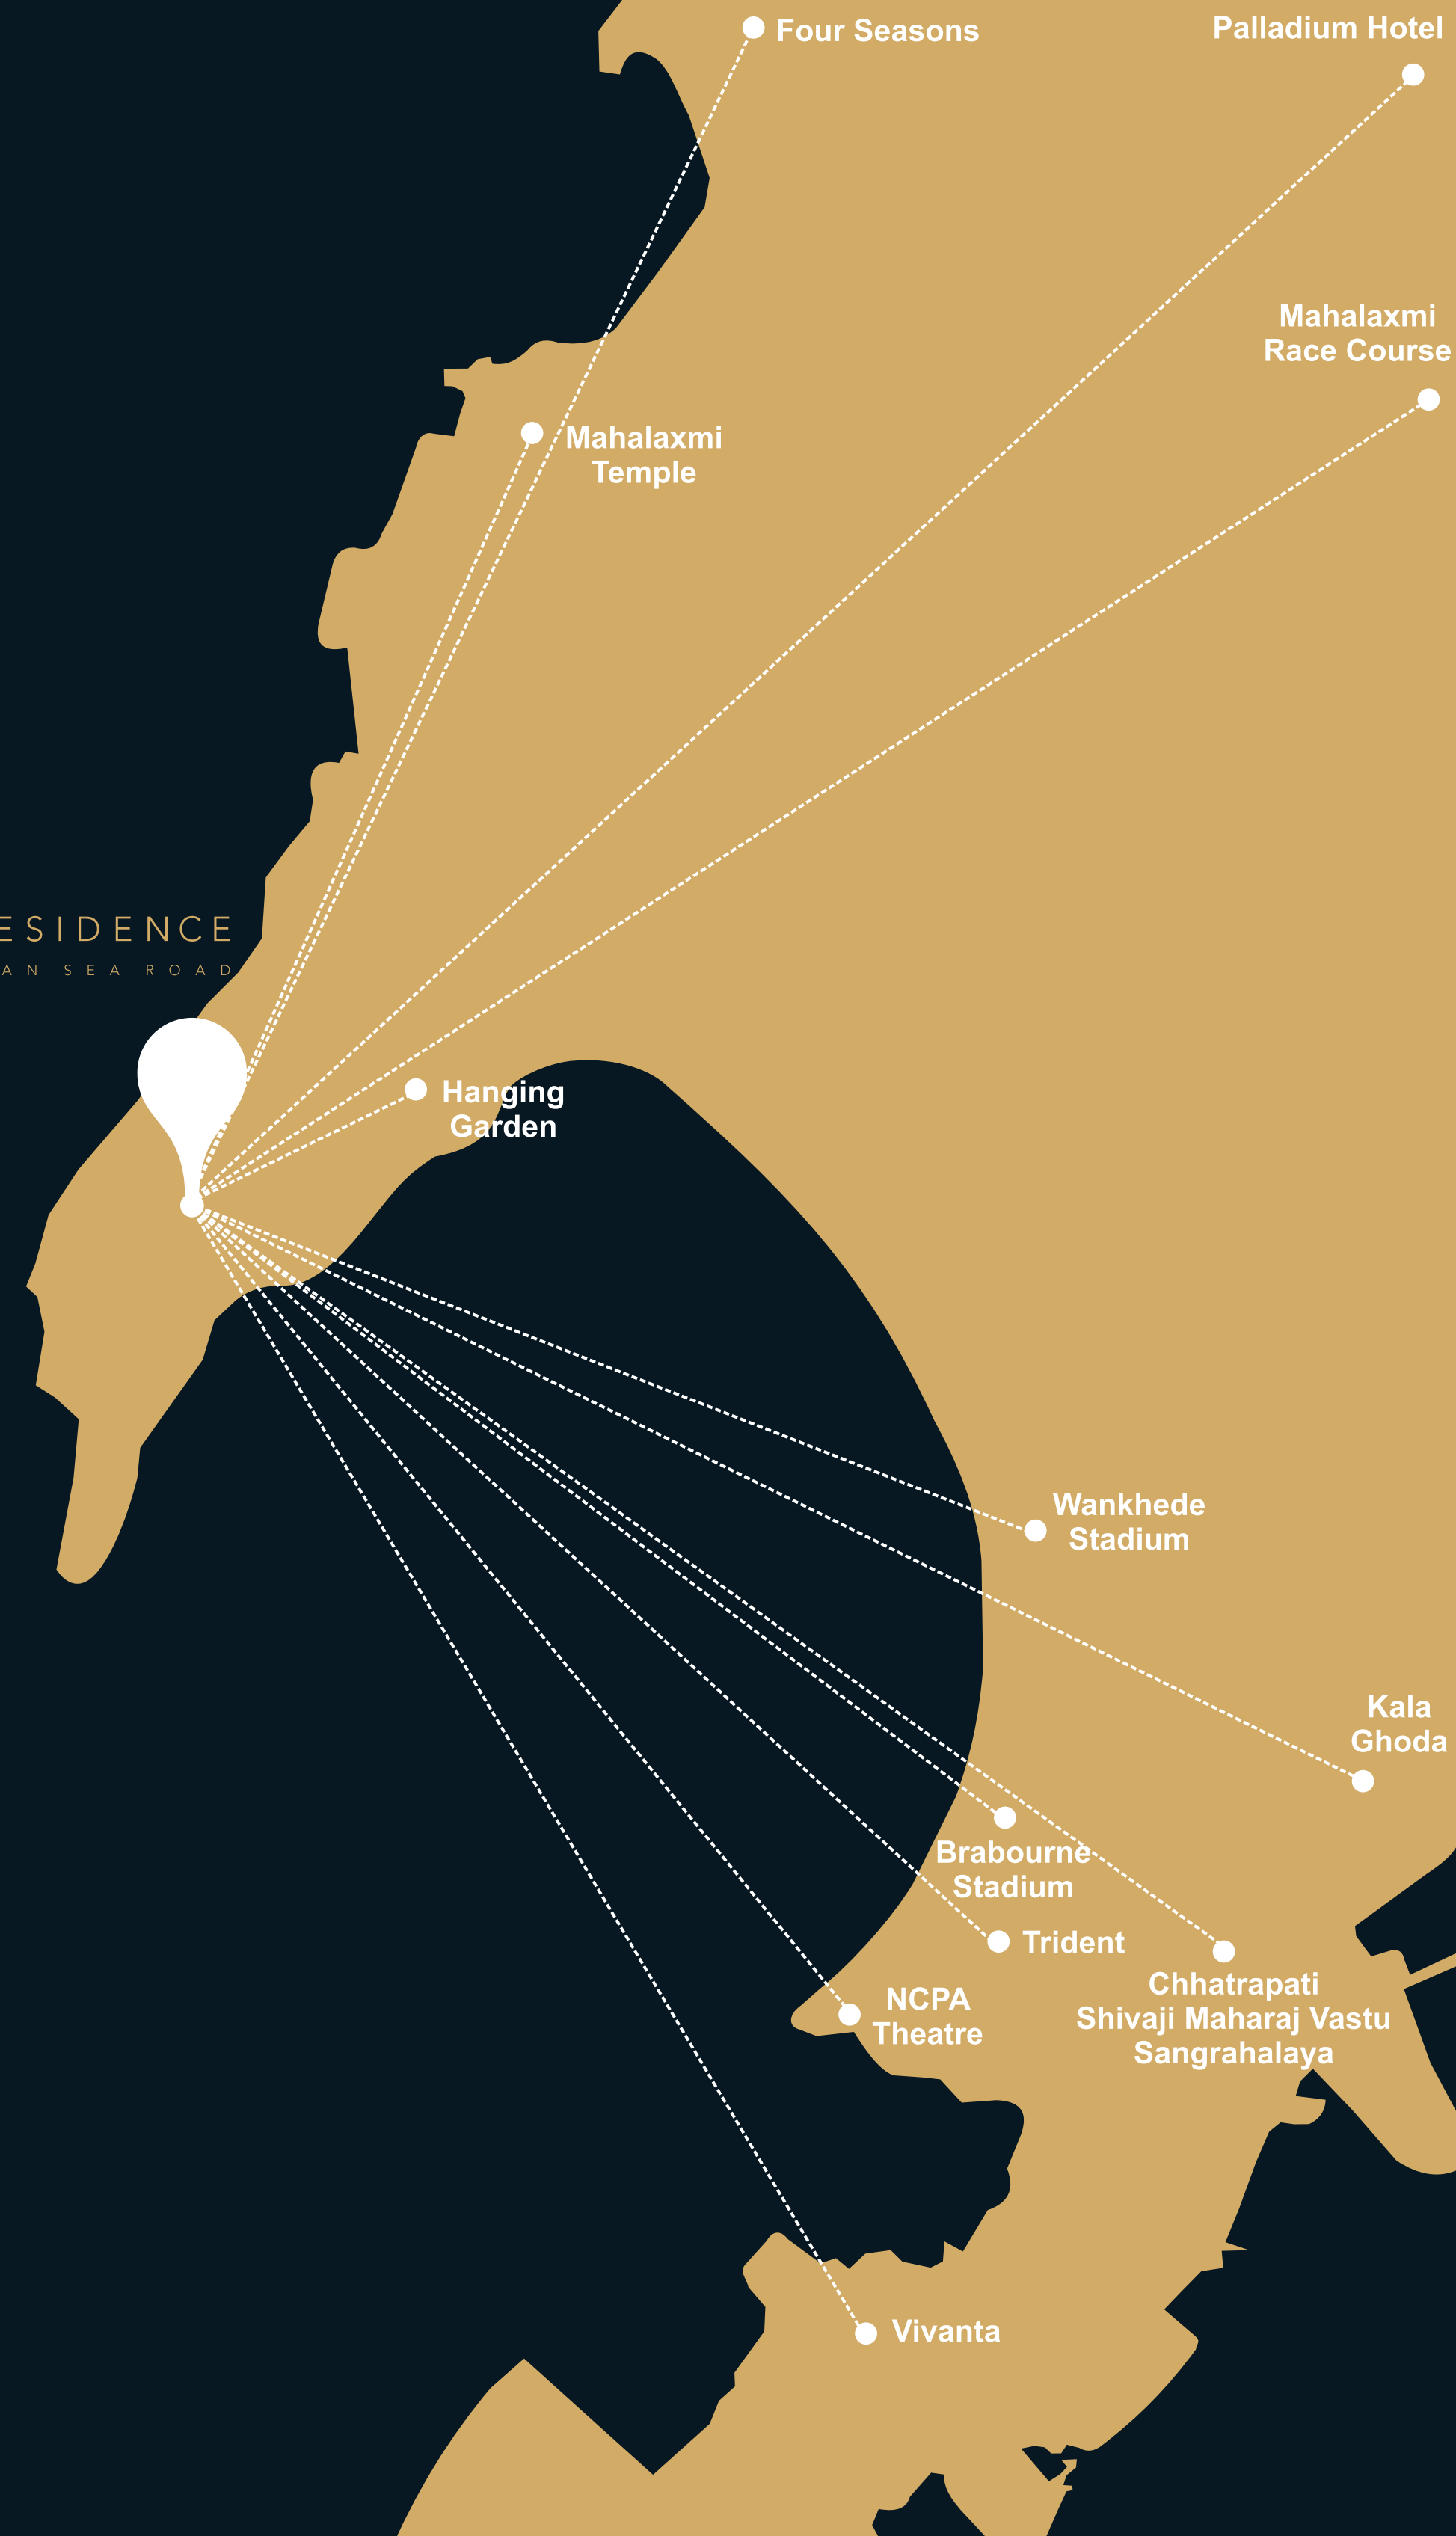 Four Seasons
Palladium Hotel
Mahalaxmi
Race Course
Mahalaxmi
Temple
ESIDENCE
AN SEA ROAD
Hanging
Garden
Wankhede
Stadium
Kala
Ghoda
Brabourne
Stadium
Trident
NCPA
Theatre
Chhatrapati
Shivaji Maharaj Vastu
Sangrahalaya
Vivanta